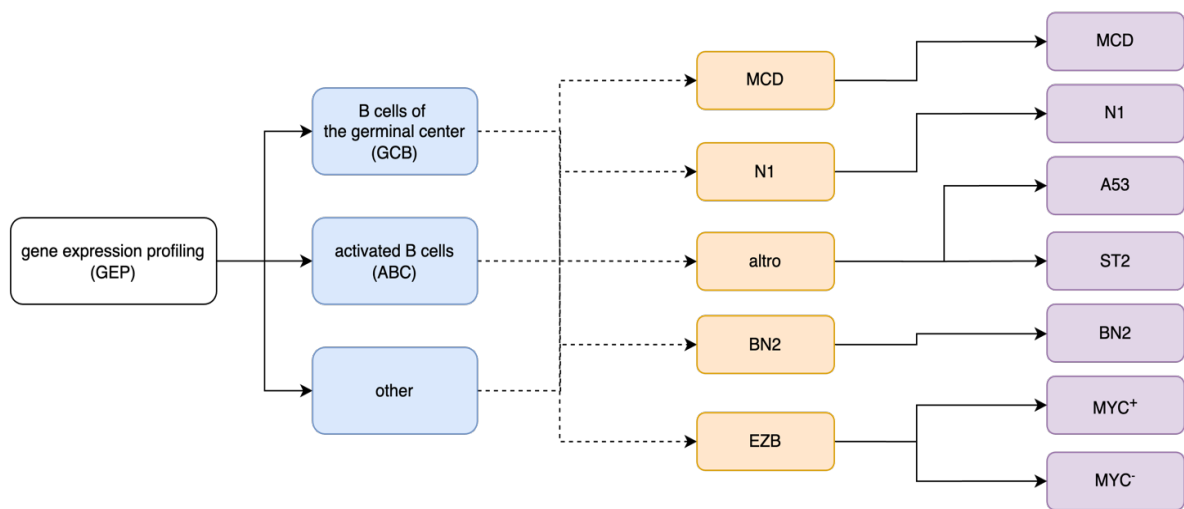 gene expression profiling
(GEP)
B cells of
the germinal center
(GCB)
activated B cells
(ABC)
other
MCD
N1
altro
BN2
EZB
MCD
N1
A53
ST2
BN2
MYC⁺
MYC⁻